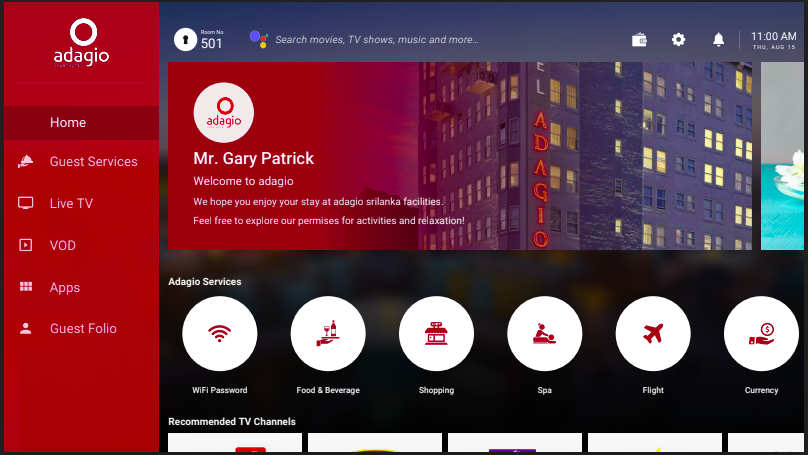 adagio
Home
Guest Services
Live TV
VOD
Apps
Guest Folio
Room No
501
Search movies, TV shows, music and more...
11:00 AM
THU, AUG 15
adagio
Mr. Gary Patrick
Welcome to adagio
We hope you enjoy your stay at adagio srilanka facilities.
Feel free to explore our permises for activities and relaxation!
EL ADAGIO
Adagio Services
WiFi Password
Food & Beverage
Shopping
Spa
Flight
Currency
Recommended TV Channels